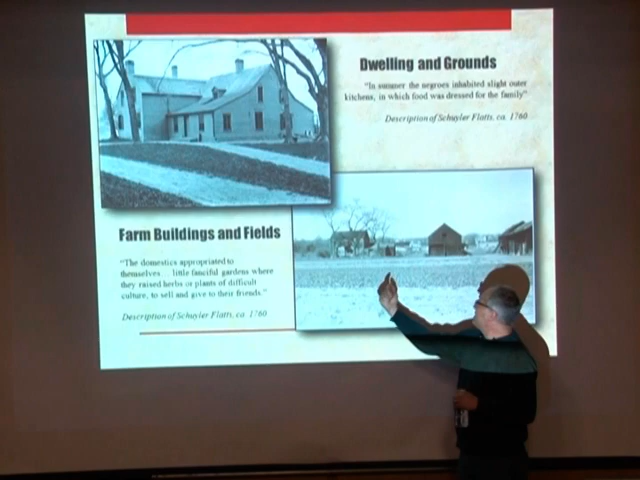 Dwelling and Grounds
"In summer the negroes inhabited slight outer
kitchens, in which food was dressed for the family"
Description of Schuyler Flatts, ca. 1760
Farm Buildings and Fields
"The domestics appropriated to
themselves ... little fanciful gardens where
they raised herbs or plants of difficult
culture, to sell and give to their friends."
Description of Schuyler Flatts, ca. 1760